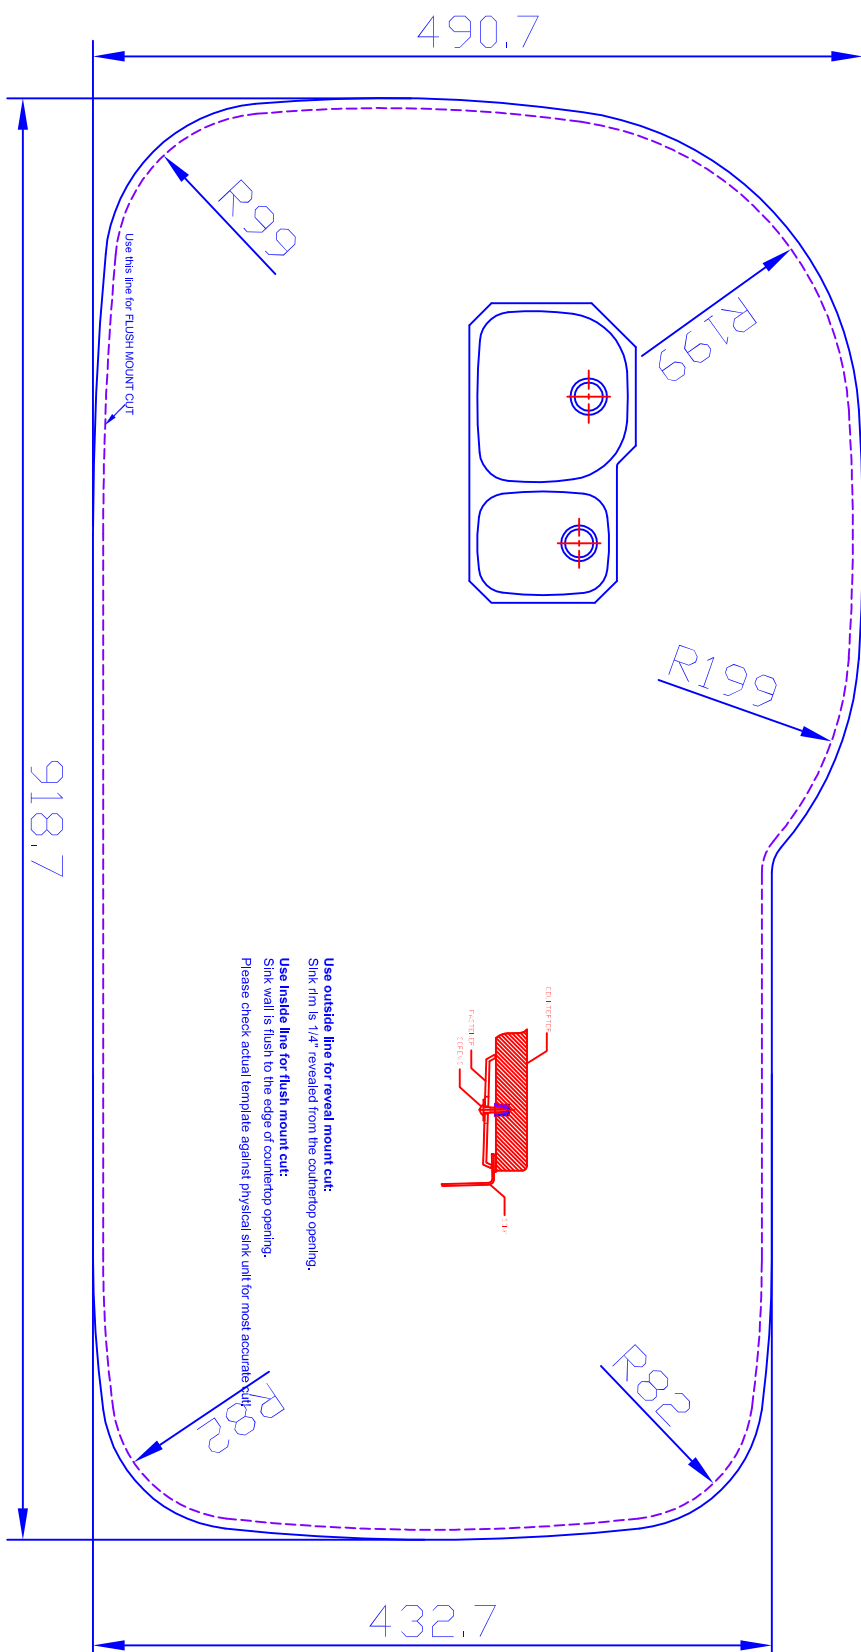 490.7
R99
R199
Use this line for FLUSH MOUNT CUT
R199
918.7
Use outside line for reveal mount cut:
Sink rim is 1/4" revealed from the coutnertop opening.
Use inside line for flush mount cut:
Sink wall is flush to the edge of countertop opening.
Please check actual template against physical sink unit for most accurate cut!
R82
R82
432.7